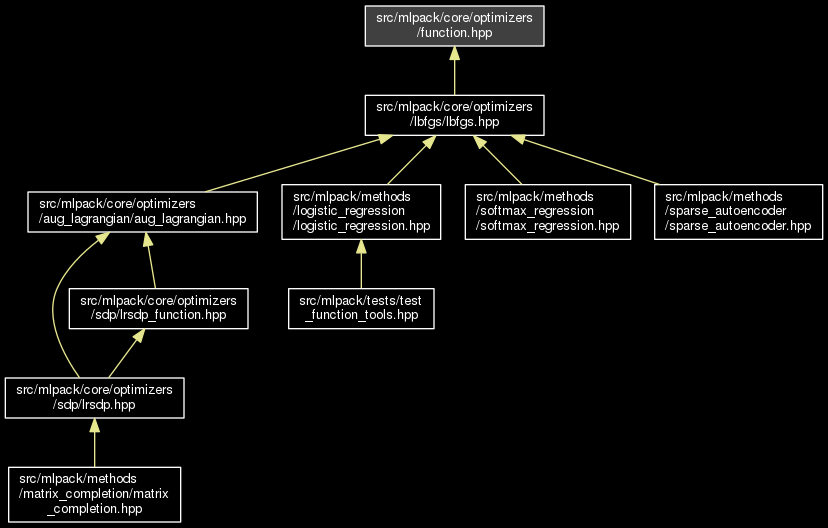 src/mlpack/core/optimizers
/function.hpp
src/mlpack/core/optimizers
/lbfgs/lbfgs.hpp
src/mlpack/core/optimizers
/aug_lagrangian/aug_lagrangian.hpp
src/mlpack/methods
/logistic_regression
/logistic_regression.hpp
src/mlpack/methods
/softmax_regression
/softmax_regression.hpp
src/mlpack/methods
/sparse_autoencoder
/sparse_autoencoder.hpp
src/mlpack/core/optimizers
/sdp/lrsdp_function.hpp
src/mlpack/tests/test
_function_tools.hpp
src/mlpack/core/optimizers
/sdp/lrsdp.hpp
src/mlpack/methods
/matrix_completion/matrix
_completion.hpp